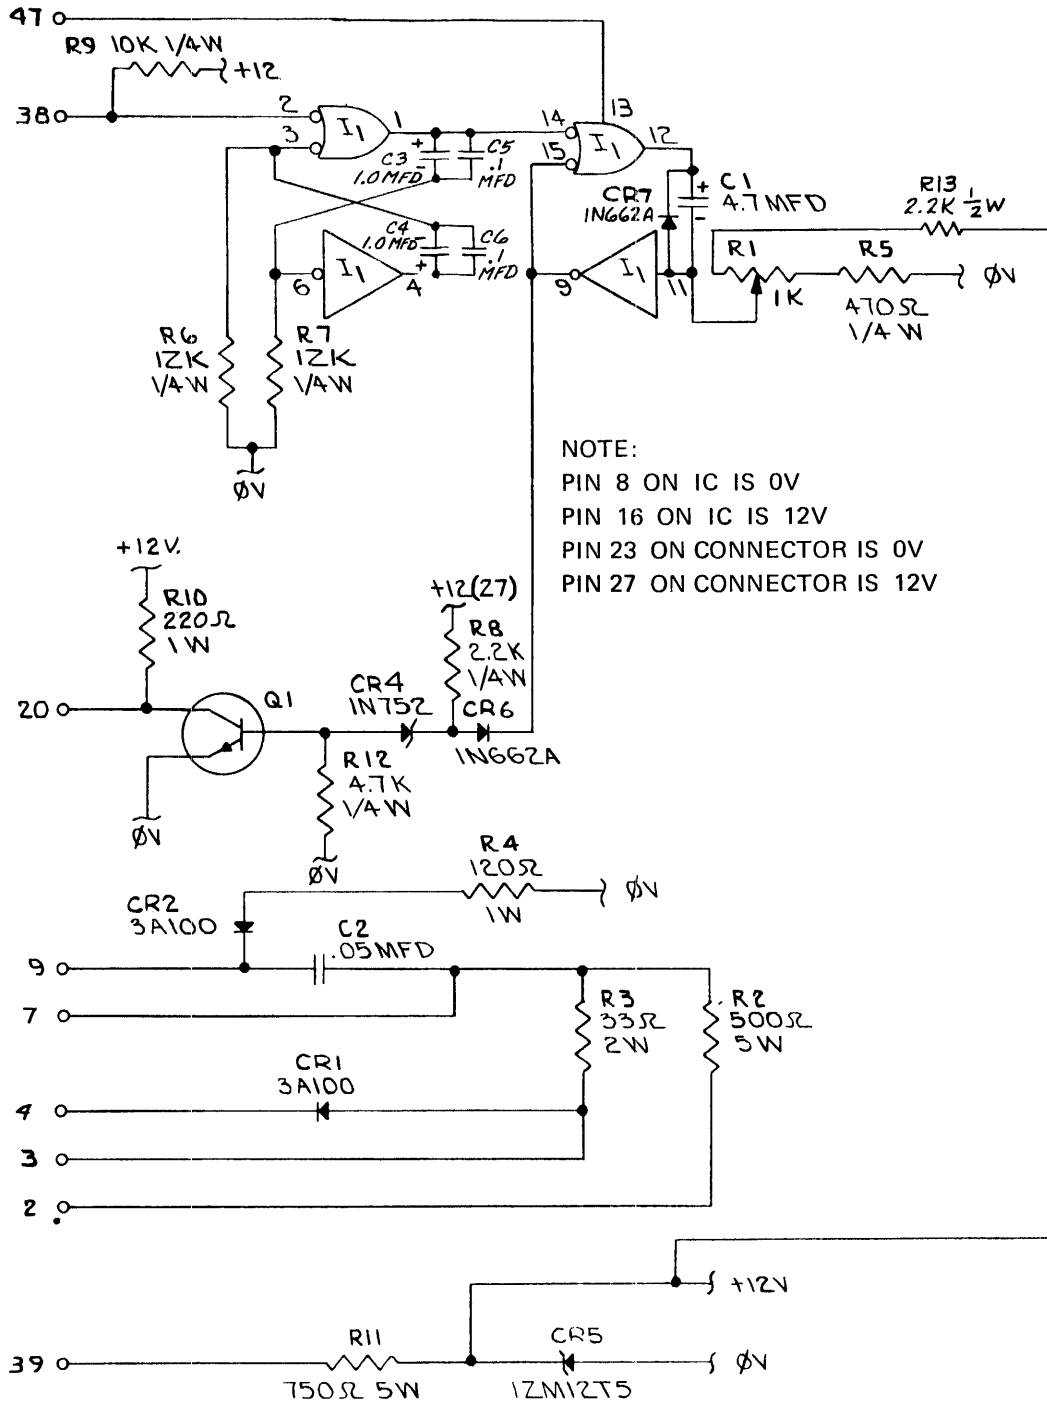 47
R9 10K 1/4W
+12
38
2
3
I1
1
C3
1.0MFD
+
-
C5
.1
MFD
14
15
13
I1
12
CR7
1N662A
+
-
C1
4.7MFD
R13
2.2K 1/2W
R1
1K
R5
470Ω
1/4W
ØV
C4
1.0MFD
-
+
C6
.1
MFD
6
I1
4
9
I1
11
R6
12K
1/4W
R7
12K
1/4W
ØV
NOTE:
PIN 8 ON IC IS 0V
PIN 16 ON IC IS 12V
PIN 23 ON CONNECTOR IS 0V
PIN 27 ON CONNECTOR IS 12V
+12V.
R10
220Ω
1W
+12(27)
R8
2.2K
1/4W
20
Q1
CR4
1N752
CR6
1N662A
R12
4.7K
1/4W
ØV
ØV
R4
120Ω
1W
ØV
CR2
3A100
C2
.05MFD
9
7
R3
33Ω
2W
R2
500Ω
5W
CR1
3A100
4
3
2
+12V
R11
750Ω 5W
CR5
1ZM12T5
39
ØV